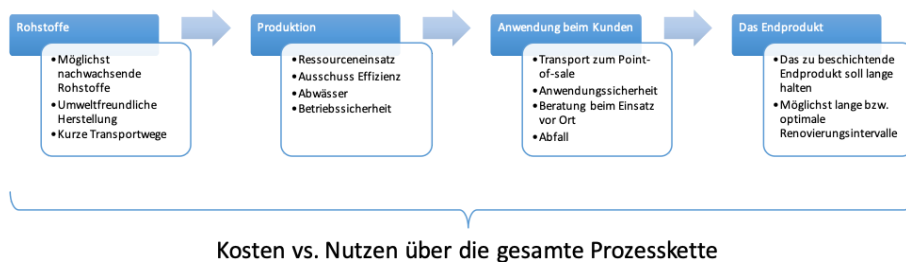 Rohstoffe
•Möglichst
nachwachsende
Rohstoffe
•Umweltfreundliche
Herstellung
•Kurze Transportwege
Produktion
•Ressourceneinsatz
•Ausschuss Effizienz
•Abwässer
•Betriebssicherheit
Anwendung beim Kunden
•Transport zum Point-
of-sale
•Anwendungssicherheit
•Beratung beim Einsatz
vor Ort
•Abfall
Das Endprodukt
•Das zu beschichtende
Endprodukt soll lange
halten
•Möglichst lange bzw.
optimale
Renovierungsintervalle
Kosten vs. Nutzen über die gesamte Prozesskette